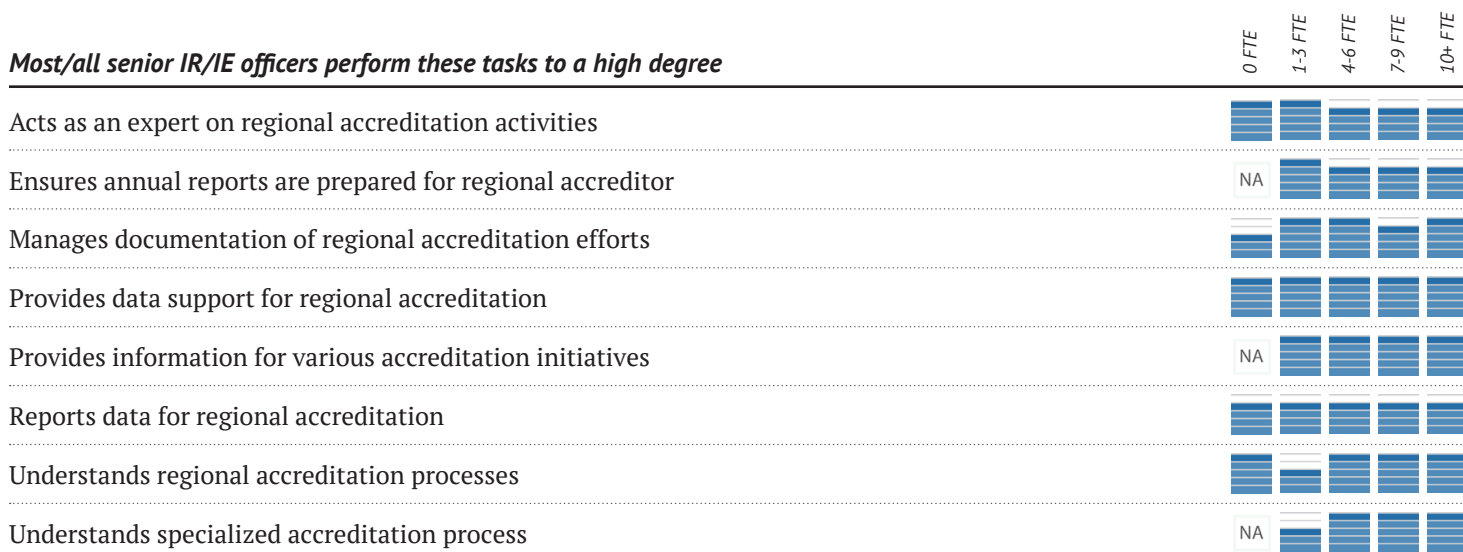 Most/all senior IR/IE officers perform these tasks to a high degree 0 FTE 1-3 FTE 4-6 FTE 7-9 FTE 10+ FTE
Acts as an expert on regional accreditation activities
Ensures annual reports are prepared for regional accreditor NA
Manages documentation of regional accreditation efforts
Provides data support for regional accreditation
Provides information for various accreditation initiatives NA
Reports data for regional accreditation
Understands regional accreditation processes
Understands specialized accreditation process NA